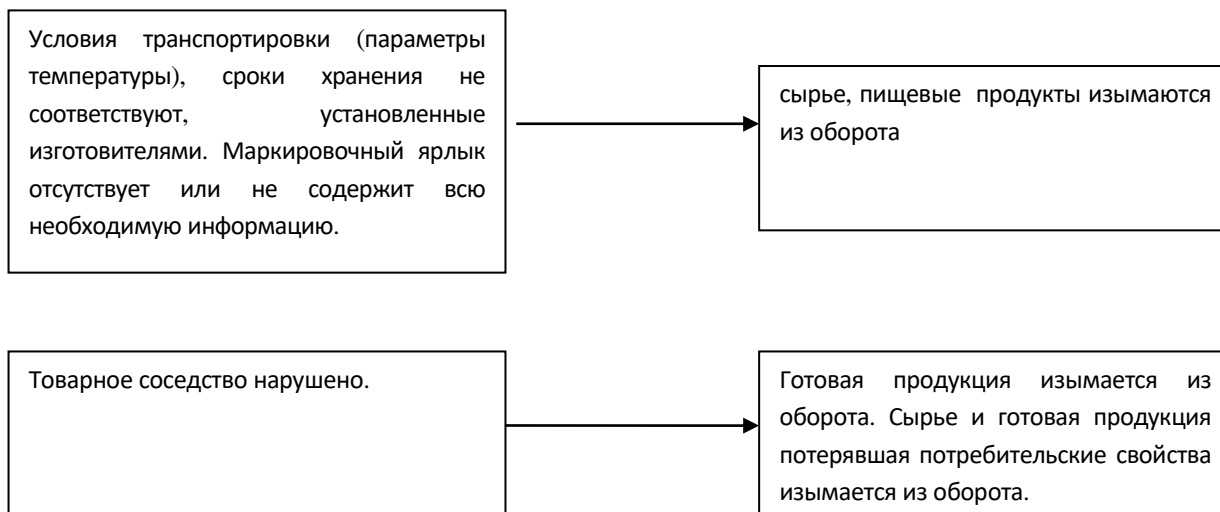 Условия транспортировки (параметры
температуры), сроки хранения не
соответствуют, установленные
изготовителями. Маркировочный ярлык
отсутствует или не содержит всю
необходимую информацию.
сырье, пищевые продукты изымаются
из оборота
Товарное соседство нарушено.
Готовая продукция изымается из
оборота. Сырье и готовая продукция
потерявшая потребительские свойства
изымается из оборота.